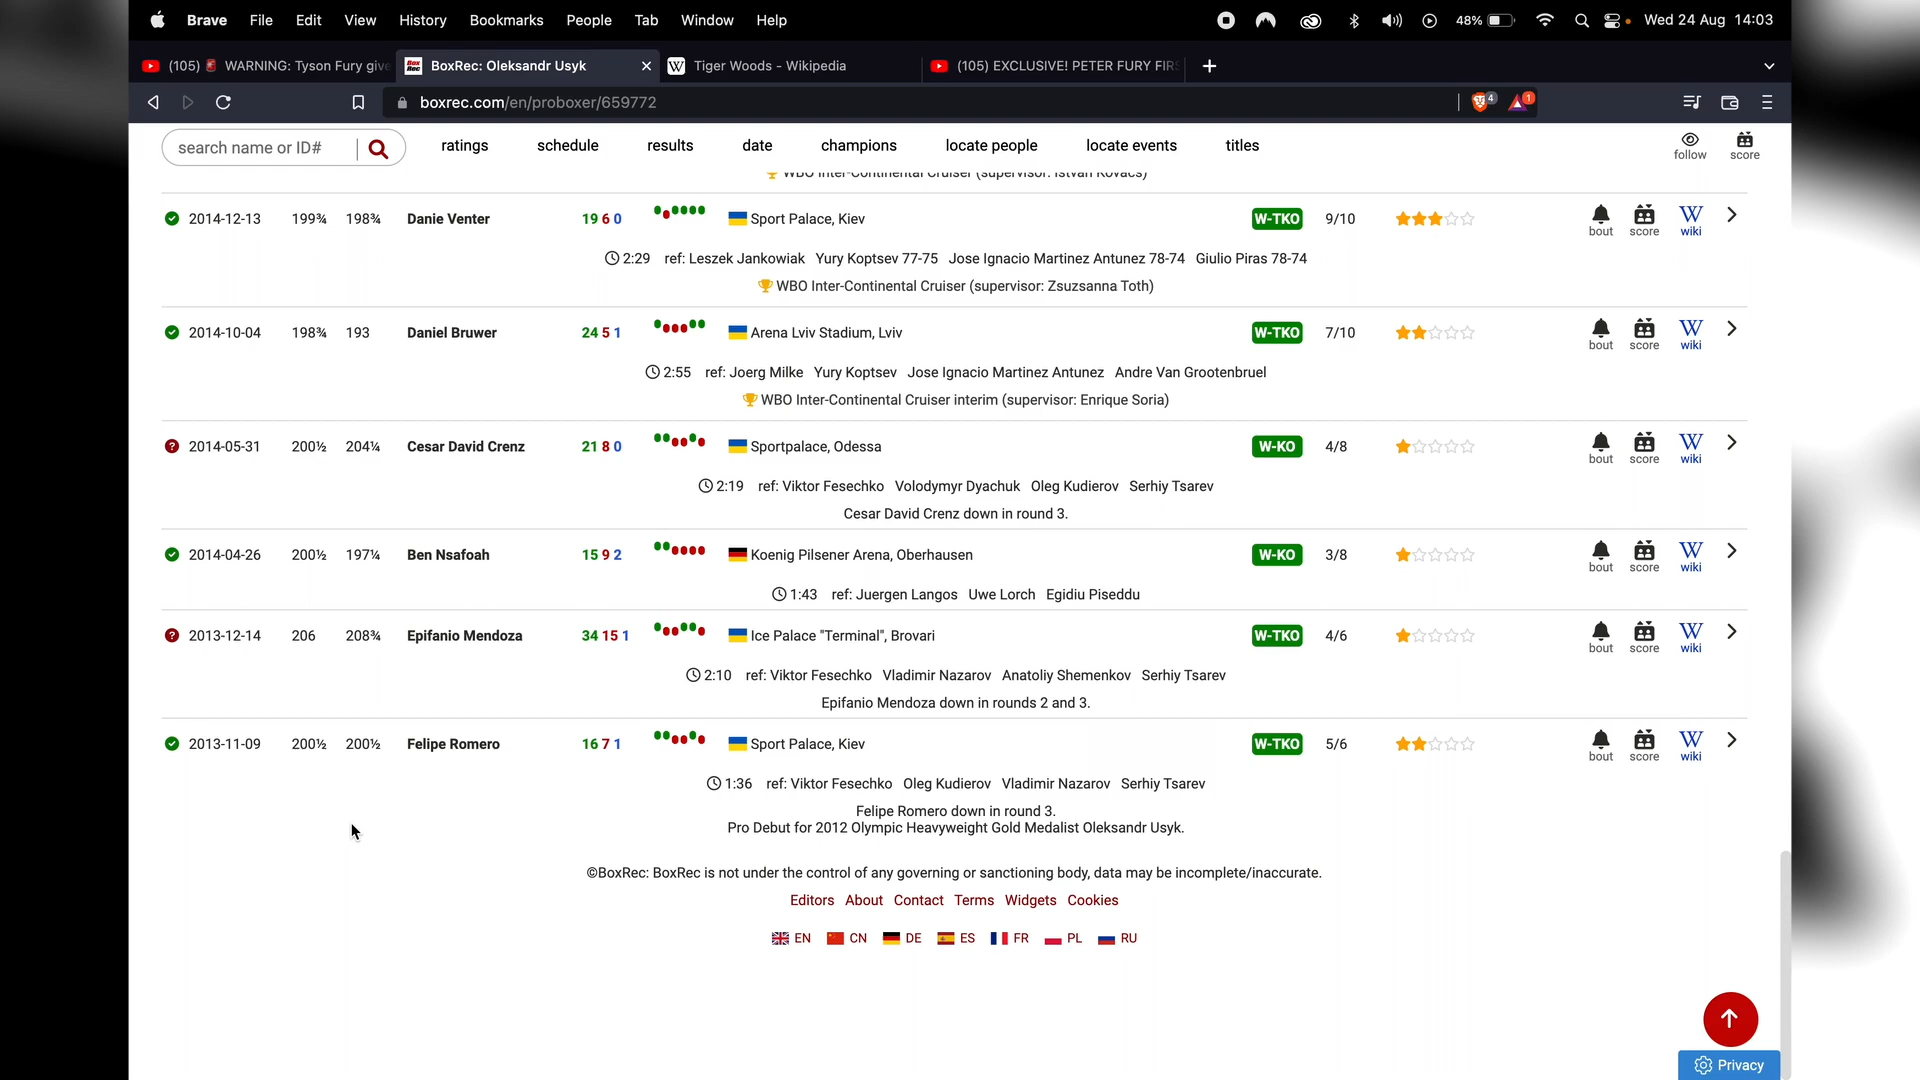 Brave File Edit View History Bookmarks People Tab Window Help 48% Wed 24 Aug 14:03
(105) WARNING: Tyson Fury give BoxRec: Oleksandr Usyk Tiger Woods - Wikipedia (105) EXCLUSIVE! PETER FURY FIRS
boxrec.com/en/proboxer/659772 4 1
search name or ID# ratings schedule results date champions locate people locate events titles follow score
WBO Inter-Continental Cruiser (supervisor: Istvan Kovacs)
2014-12-13 199¾ 198¾ Danie Venter 19 6 0 Sport Palace, Kiev W-TKO 9/10 bout score wiki
2:29 ref: Leszek Jankowiak Yury Koptsev 77-75 Jose Ignacio Martinez Antunez 78-74 Giulio Piras 78-74
WBO Inter-Continental Cruiser (supervisor: Zsuzsanna Toth)
2014-10-04 198¾ 193 Daniel Bruwer 24 5 1 Arena Lviv Stadium, Lviv W-TKO 7/10 bout score wiki
2:55 ref: Joerg Milke Yury Koptsev Jose Ignacio Martinez Antunez Andre Van Grootenbruel
WBO Inter-Continental Cruiser interim (supervisor: Enrique Soria)
2014-05-31 200½ 204¼ Cesar David Crenz 21 8 0 Sportpalace, Odessa W-KO 4/8 bout score wiki
2:19 ref: Viktor Fesechko Volodymyr Dyachuk Oleg Kudierov Serhiy Tsarev
Cesar David Crenz down in round 3.
2014-04-26 200½ 197¼ Ben Nsafoah 15 9 2 Koenig Pilsener Arena, Oberhausen W-KO 3/8 bout score wiki
1:43 ref: Juergen Langos Uwe Lorch Egidiu Piseddu
2013-12-14 206 208¾ Epifanio Mendoza 34 15 1 Ice Palace "Terminal", Brovari W-TKO 4/6 bout score wiki
2:10 ref: Viktor Fesechko Vladimir Nazarov Anatoliy Shemenkov Serhiy Tsarev
Epifanio Mendoza down in rounds 2 and 3.
2013-11-09 200½ 200½ Felipe Romero 16 7 1 Sport Palace, Kiev W-TKO 5/6 bout score wiki
1:36 ref: Viktor Fesechko Oleg Kudierov Vladimir Nazarov Serhiy Tsarev
Felipe Romero down in round 3.
Pro Debut for 2012 Olympic Heavyweight Gold Medalist Oleksandr Usyk.
©BoxRec: BoxRec is not under the control of any governing or sanctioning body, data may be incomplete/inaccurate.
Editors About Contact Terms Widgets Cookies
EN CN DE ES FR PL RU
Privacy